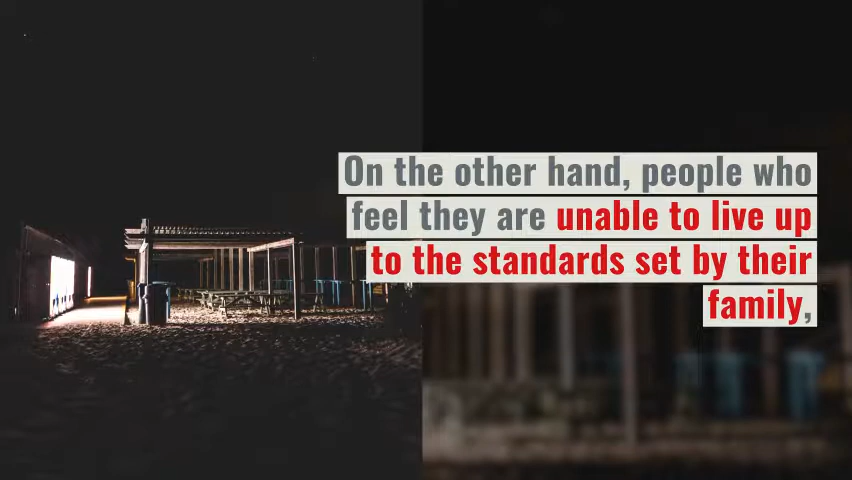 On the other hand, people who
feel they are unable to live up
to the standards set by their
family,